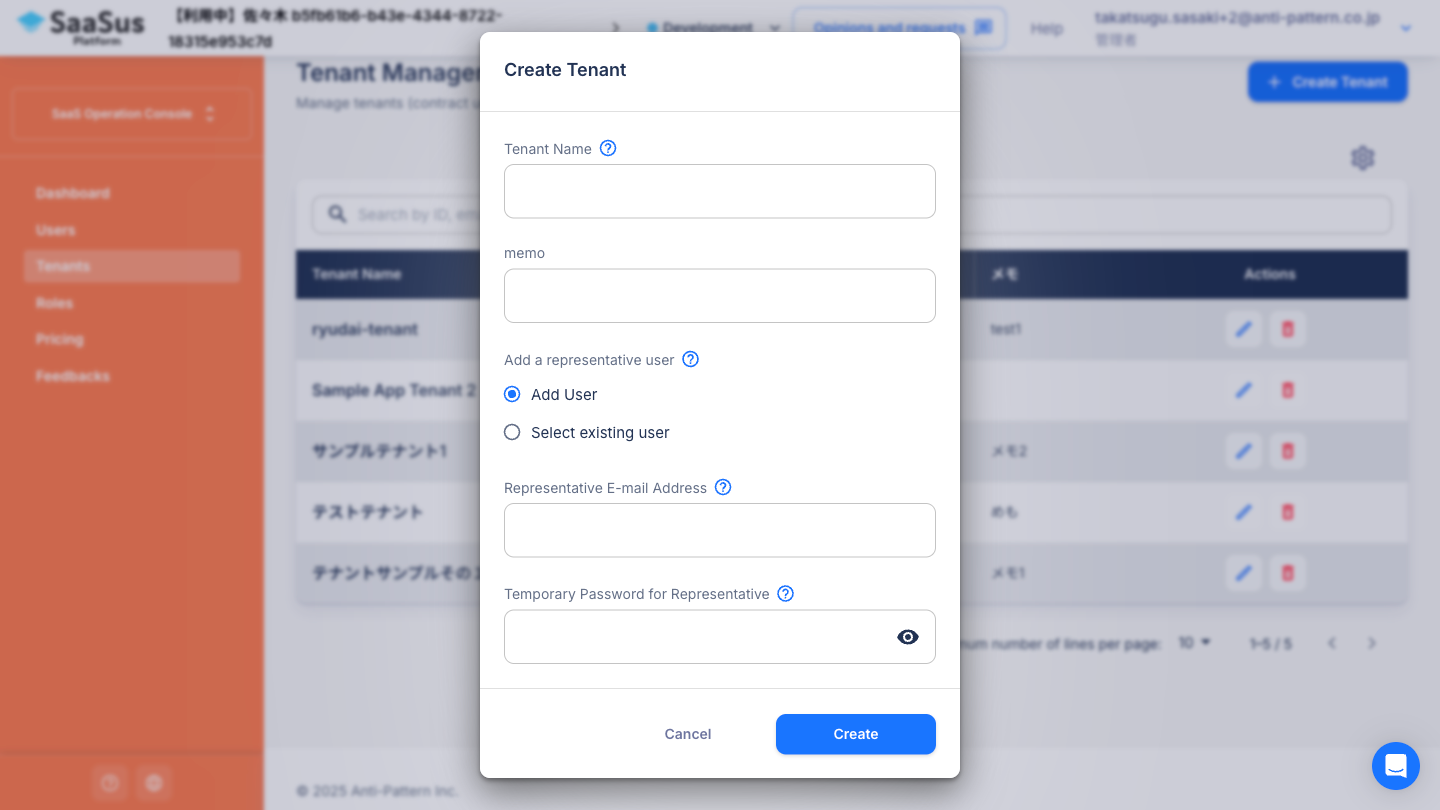 SaaSus
Platform
【利用中】佐々木 b5fb61b6-b43e-4344-8722-
18315e953c7d
Development
Opinions and requests
Help
takatsugu.sasaki+2@anti-pattern.co.jp
管理者
SaaS Operation Console
Dashboard
Users
Tenants
Roles
Pricing
Feedbacks
Tenant Manage
Manage tenants (contract u
Create Tenant
Search by ID, em
Tenant Name
メモ
Actions
ryudai-tenant
test1
Sample App Tenant 2
サンプルテナント1
メモ2
テストテナント
めも
テナントサンプルその
メモ1
num number of lines per page:
10
1–5 / 5
© 2025 Anti-Pattern Inc.
Create Tenant
Tenant Name
memo
Add a representative user
Add User
Select existing user
Representative E-mail Address
Temporary Password for Representative
Cancel
Create